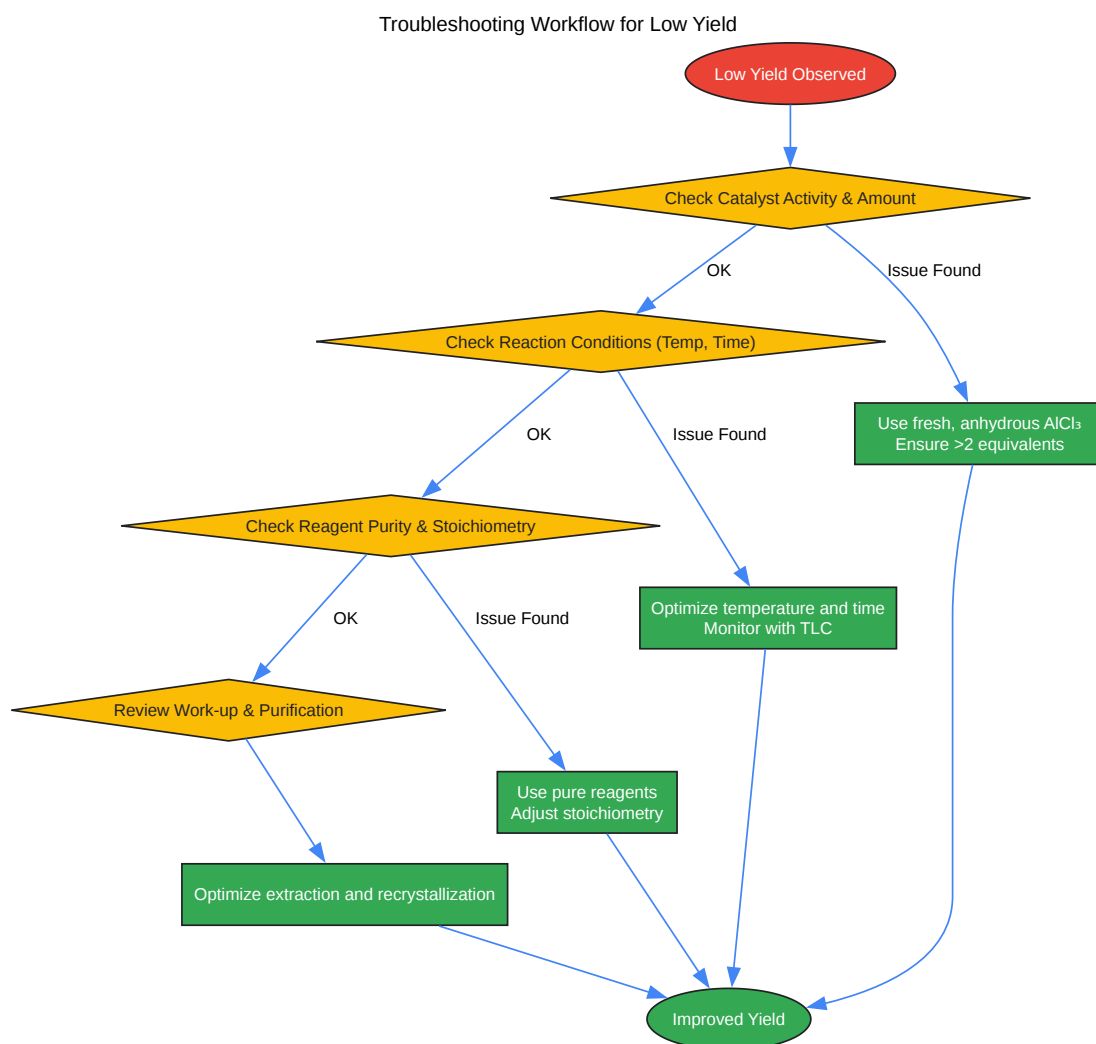 Troubleshooting Workflow for Low Yield
Low Yield Observed
Check Catalyst Activity & Amount
OK
Issue Found
Check Reaction Conditions (Temp, Time)
Use fresh, anhydrous AlCl₃
Ensure >2 equivalents
OK
Issue Found
Check Reagent Purity & Stoichiometry
Optimize temperature and time
Monitor with TLC
OK
Issue Found
Review Work-up & Purification
Use pure reagents
Adjust stoichiometry
Optimize extraction and recrystallization
Improved Yield